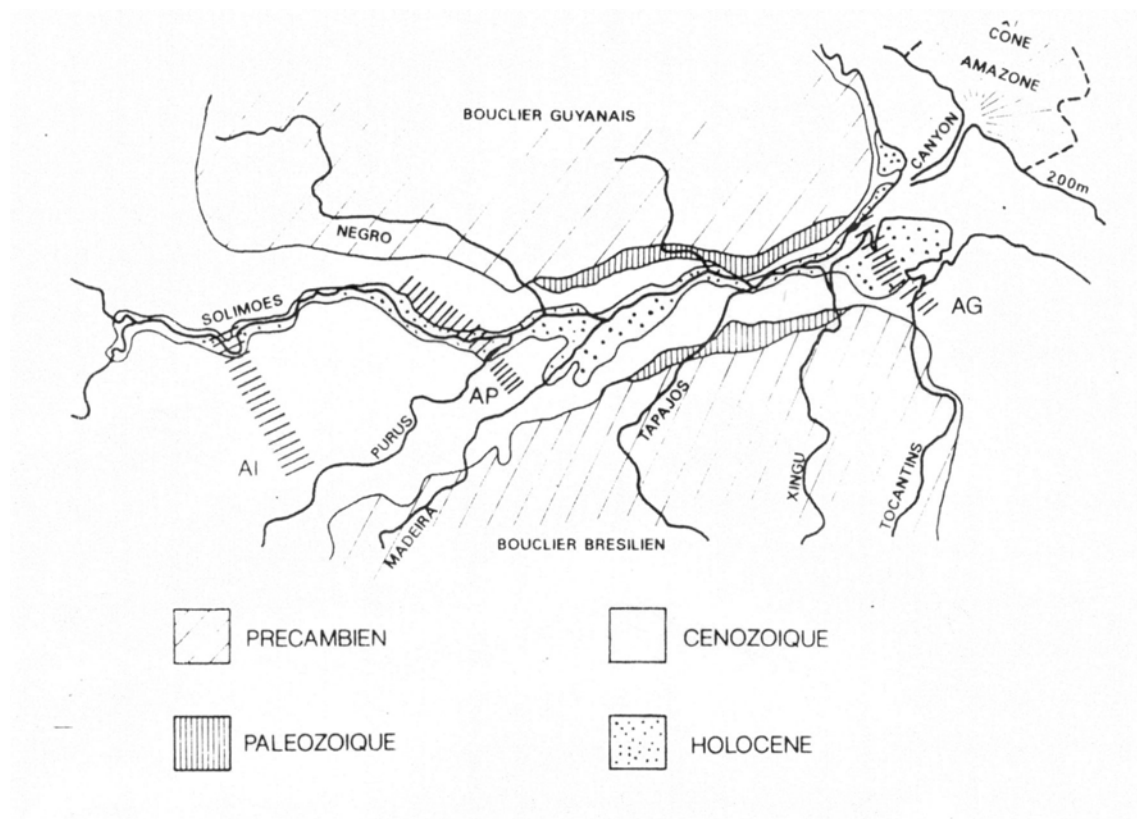 CÔNE
AMAZONE
CANYON
200m
BOUCLIER GUYANAIS
NEGRO
SOLIMOES
AG
AP
PURUS
AI
TAPAJOS
XINGU
TOCANTINS
MADEIRA
BOUCLIER BRESILIEN
PRECAMBIEN
CENOZOIQUE
PALEOZOIQUE
HOLOCENE